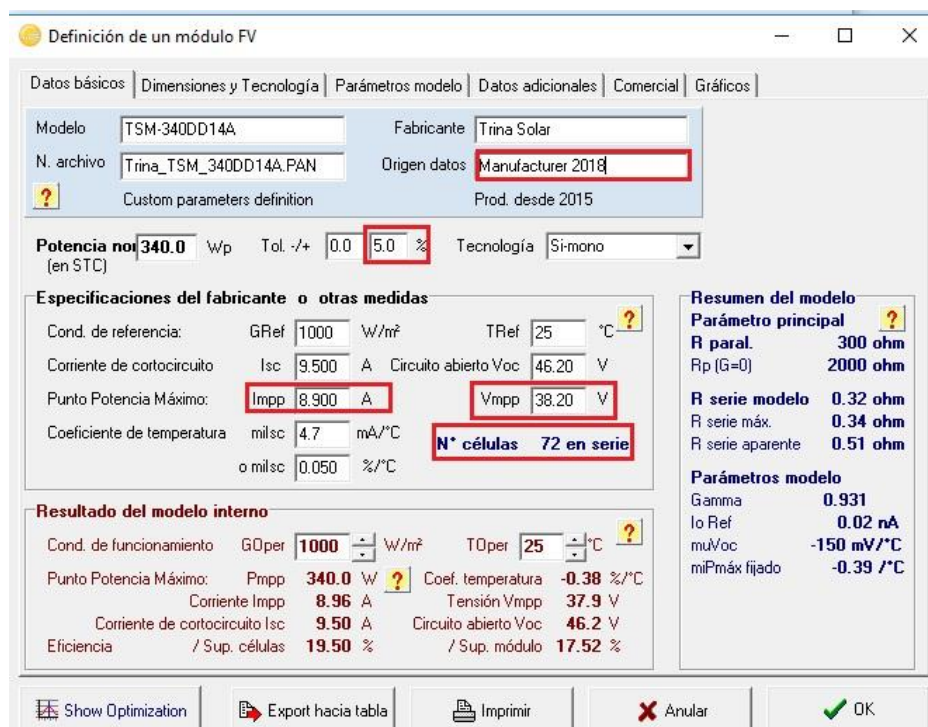 Definición de un módulo FV
Datos básicos Dimensiones y Tecnología Parámetros modelo Datos adicionales Comercial Gráficos
Modelo TSM-340DD14A Fabricante Trina Solar
N. archivo Trina_TSM_340DD14A.PAN Origen datos Manufacturer 2018
? Custom parameters definition Prod. desde 2015
Potencia nor 340.0 Wp Tol. -/+ 0.0 5.0 % Tecnología Si-mono
(en STC)
Especificaciones del fabricante o otras medidas
Cond. de referencia: GRef 1000 W/m² TRef 25 °C ?
Corriente de cortocircuito Isc 9.500 A Circuito abierto Voc 46.20 V
Punto Potencia Máximo: Impp 8.900 A Vmpp 38.20 V
Coeficiente de temperatura miIsc 4.7 mA/°C N° células 72 en serie
o miIsc 0.050 %/°C
Resultado del modelo interno
Cond. de funcionamiento GOper 1000 W/m² TOper 25 °C ?
Punto Potencia Máximo: Pmpp 340.0 W ? Coef. temperatura -0.38 %/°C
Corriente Impp 8.96 A Tensión Vmpp 37.9 V
Corriente de cortocircuito Isc 9.50 A Circuito abierto Voc 46.2 V
Eficiencia / Sup. células 19.50 % / Sup. módulo 17.52 %
Resumen del modelo
Parámetro principal ?
R paral. 300 ohm
Rp (G=0) 2000 ohm
R serie modelo 0.32 ohm
R serie máx. 0.34 ohm
R serie aparente 0.51 ohm
Parámetros modelo
Gamma 0.931
Io Ref 0.02 nA
muVoc -150 mV/°C
miPmáx fijado -0.39 /°C
Show Optimization Export hacia tabla Imprimir Anular OK